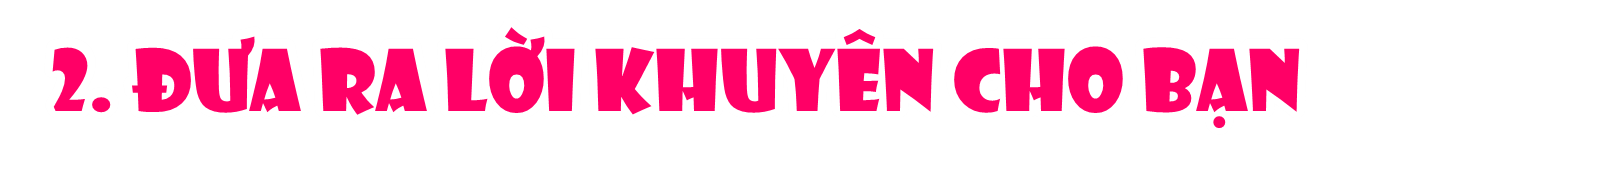 2. ĐƯA RA LỜI KHUYÊN CHO BẠN